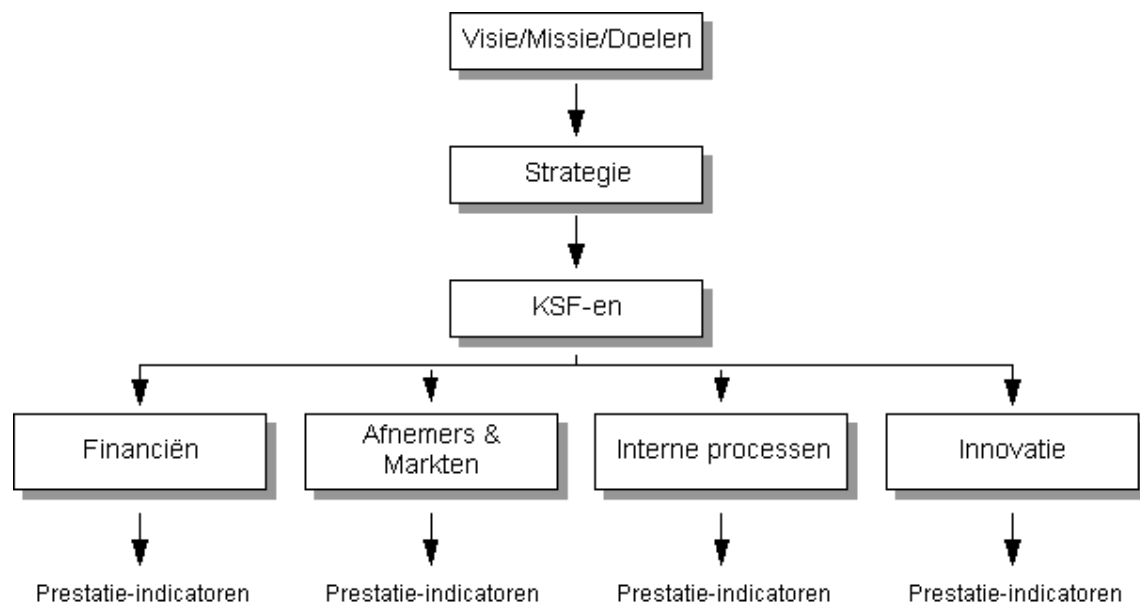 Visie/Missie/Doelen
Strategie
KSF-en
Financiën
Afnemers &
Markten
Interne processen
Innovatie
Prestatie-indicatoren
Prestatie-indicatoren
Prestatie-indicatoren
Prestatie-indicatoren